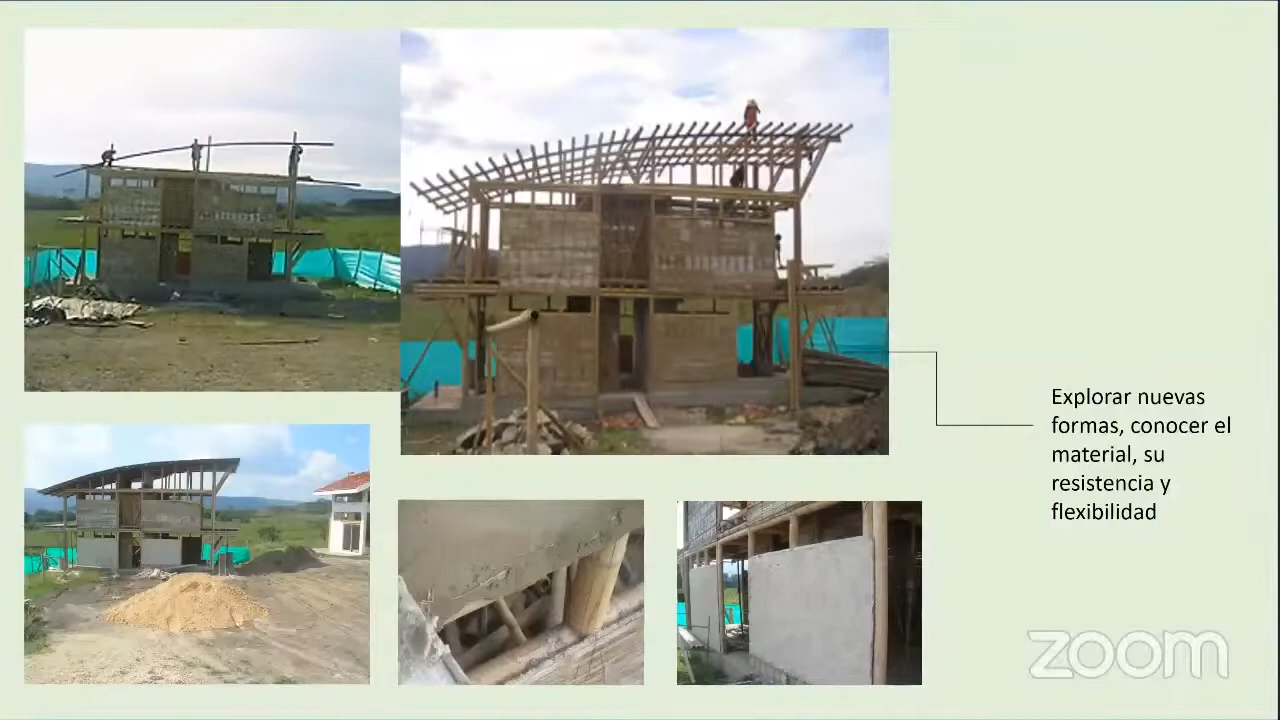 Explorar nuevas
formas, conocer el
material, su
resistencia y
flexibilidad
zoom